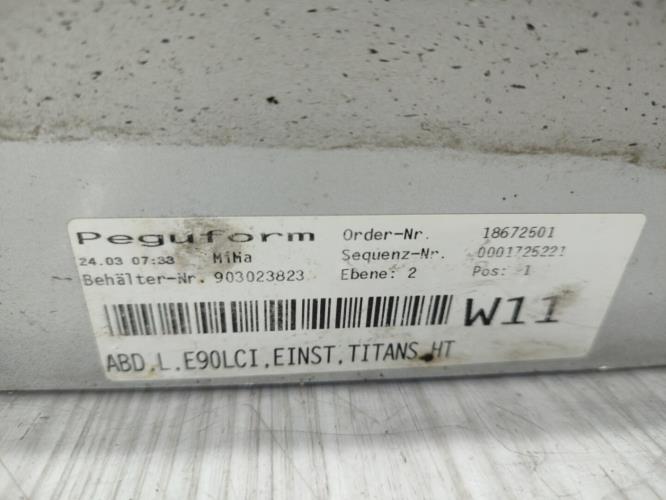 Peguform Order-Nr. 18672501
24.03 07:33 MiMa Sequenz-Nr. 0001725221
Behälter-Nr. 903023823 Ebene: 2 Pos: 1
W11
ABD.L.E90LCI,EINST.TITANS.HT